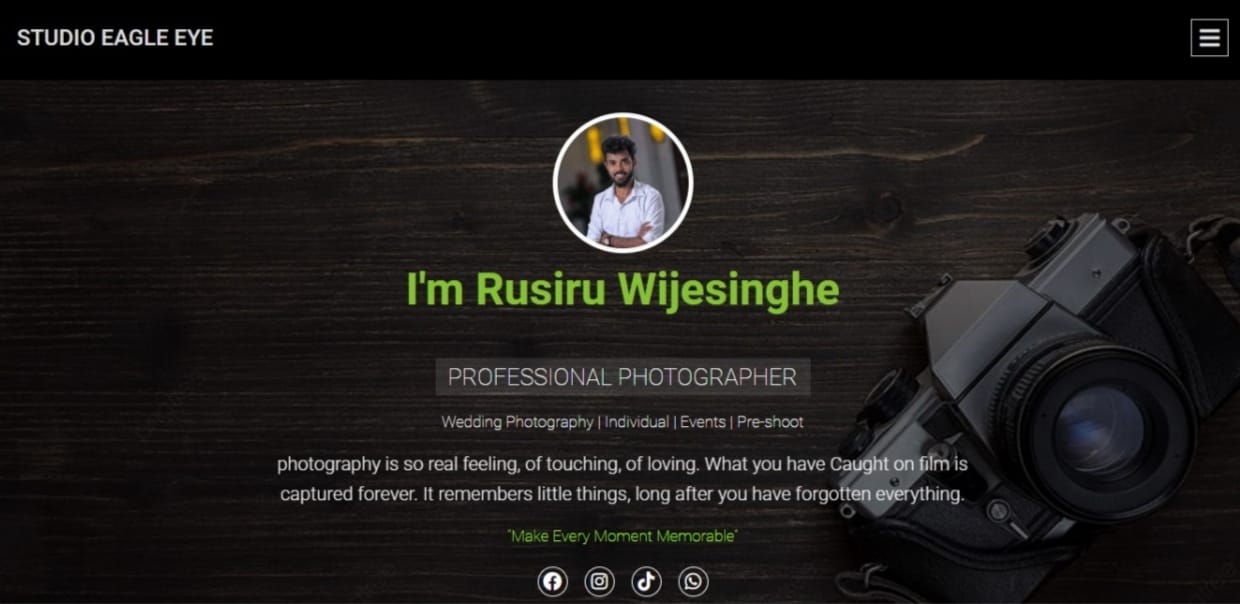 STUDIO EAGLE EYE
I'm Rusiru Wijesinghe
PROFESSIONAL PHOTOGRAPHER
Wedding Photography | Individual | Events | Pre-shoot
photography is so real feeling, of touching, of loving. What you have Caught on film is
captured forever. It remembers little things, long after you have forgotten everything.
"Make Every Moment Memorable"